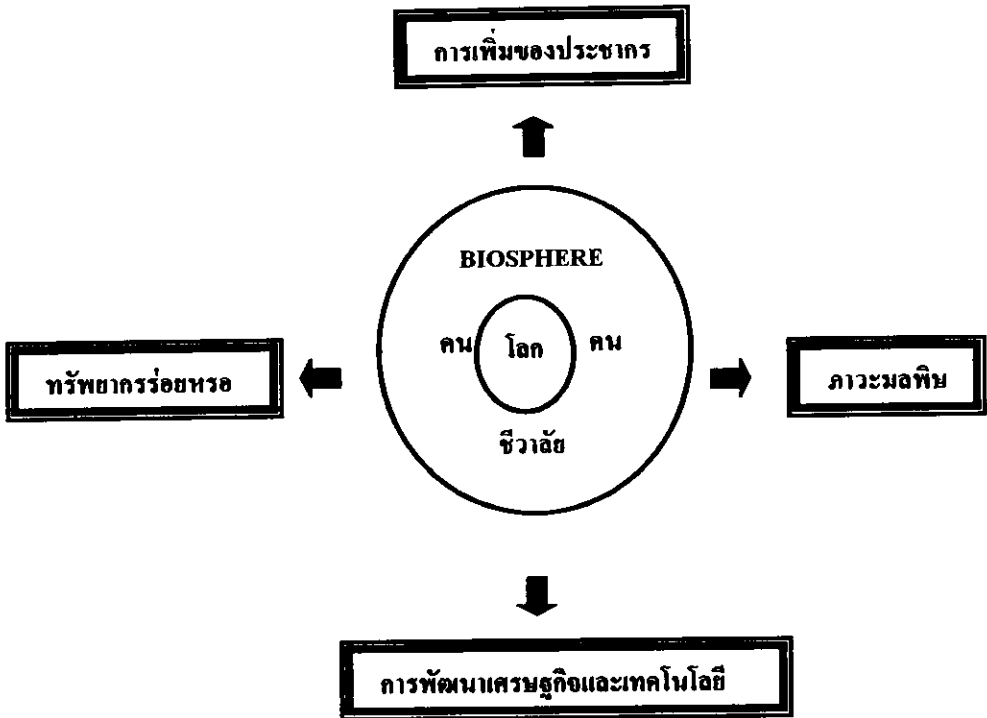 การเพิ่มของประชากร
BIOSPHERE
คน โลก คน
ทรัพยากรร่อยหรอ
ภาวะมลพิษ
ชีวาลัย
การพัฒนาเศรษฐกิจและเทคโนโลยี